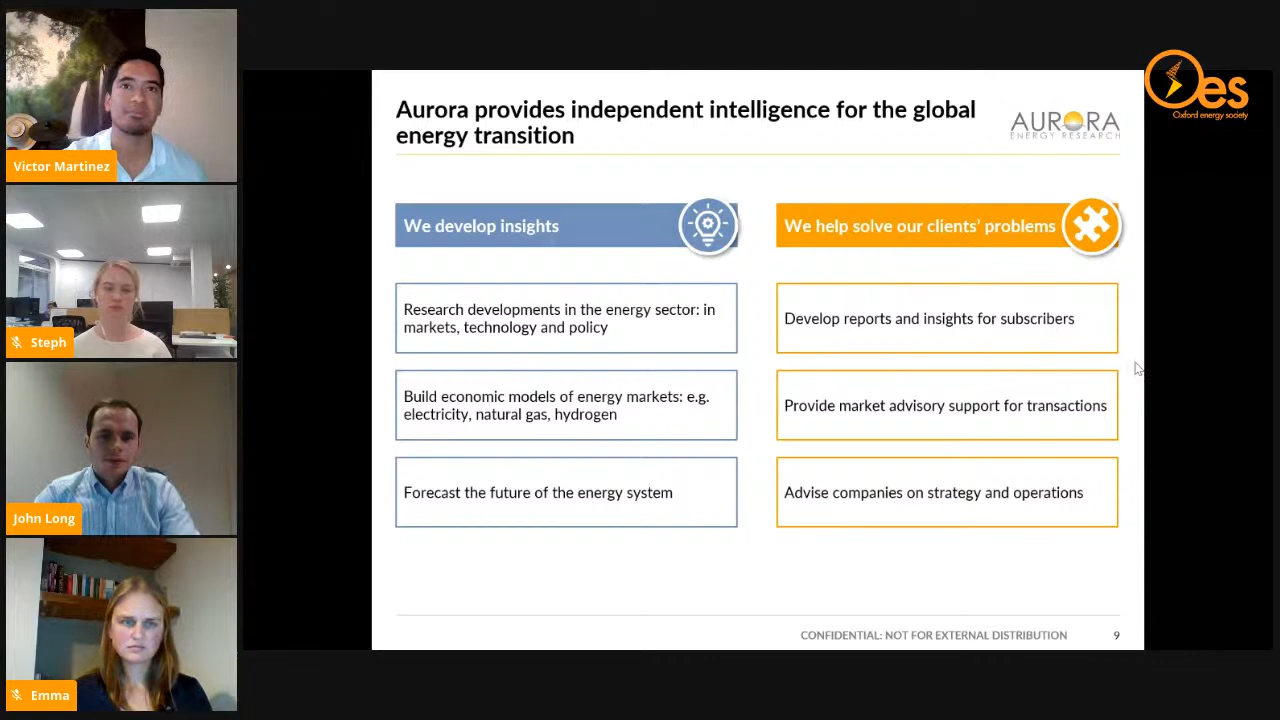 Victor Martinez
Steph
John Long
Emma
Aurora provides independent intelligence for the global
energy transition
AURORA
ENERGY RESEARCH
Oes
Oxford energy society
We develop insights
Research developments in the energy sector: in
markets, technology and policy
Build economic models of energy markets: e.g.
electricity, natural gas, hydrogen
Forecast the future of the energy system
We help solve our clients' problems
Develop reports and insights for subscribers
Provide market advisory support for transactions
Advise companies on strategy and operations
CONFIDENTIAL: NOT FOR EXTERNAL DISTRIBUTION
9